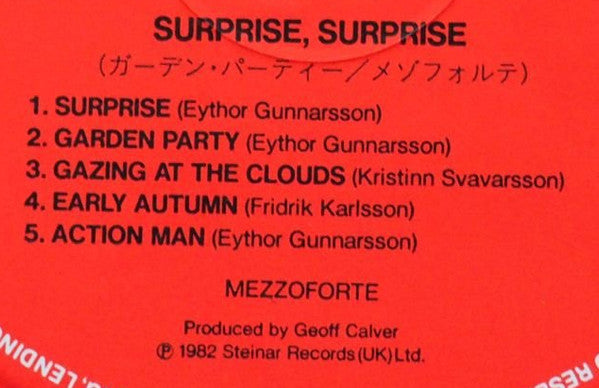 SURPRISE, SURPRISE
(ガーデン・パーティー/メゾフォルテ)
1. SURPRISE (Eythor Gunnarsson)
2. GARDEN PARTY (Eythor Gunnarsson)
3. GAZING AT THE CLOUDS (Kristinn Svavarsson)
4. EARLY AUTUMN (Fridrik Karlsson)
5. ACTION MAN (Eythor Gunnarsson)
MEZZOFORTE
Produced by Geoff Calver
℗ 1982 Steinar Records (UK) Ltd.
LENDING